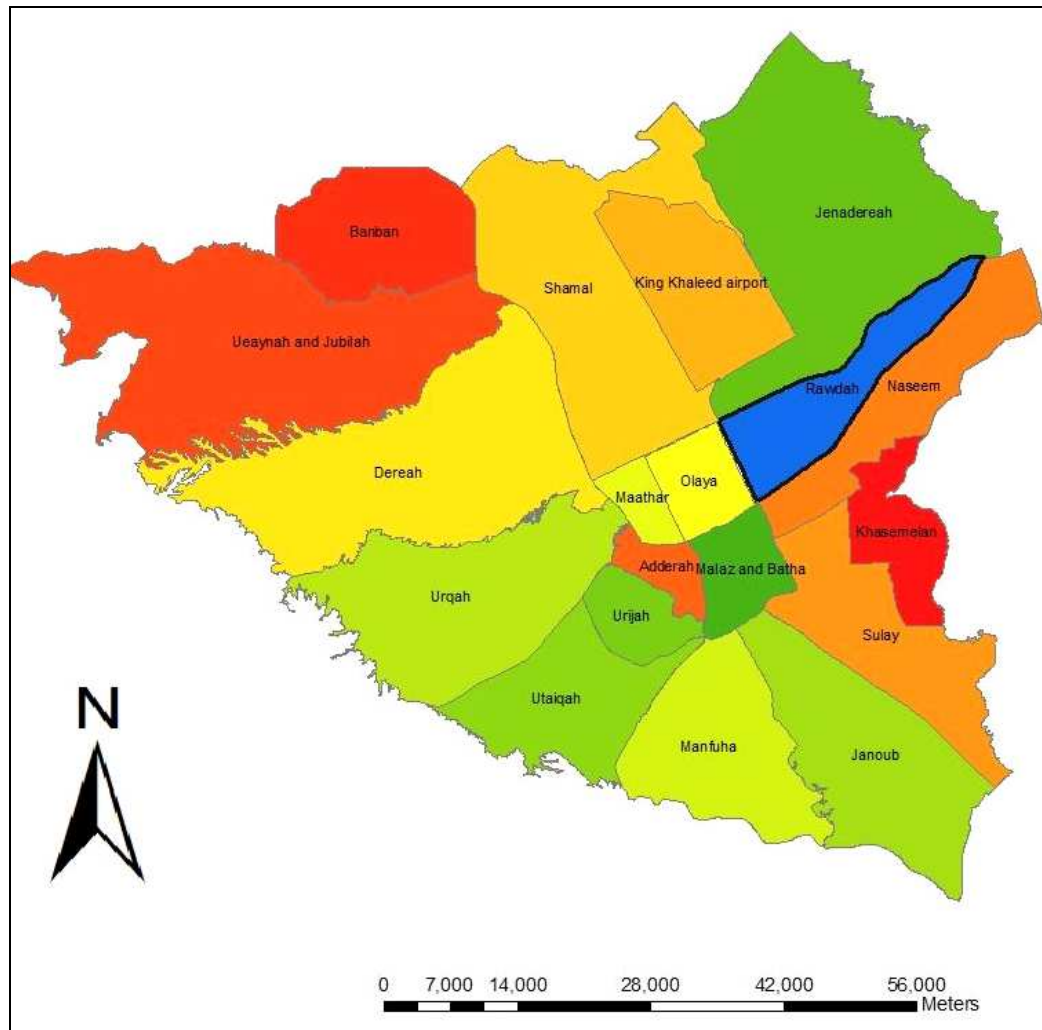 Jenadereah
Banban
King Khaleed airport
Shamal
Ueaynah and Jubilah
Rawdah
Naseem
Dereah
Olaya
Maathar
Khasemelan
Adderah
Malaz and Batha
Urqah
Urijah
Sulay
Utaiqah
Manfuha
Janoub
N
0 7,000 14,000 28,000 42,000 56,000
Meters